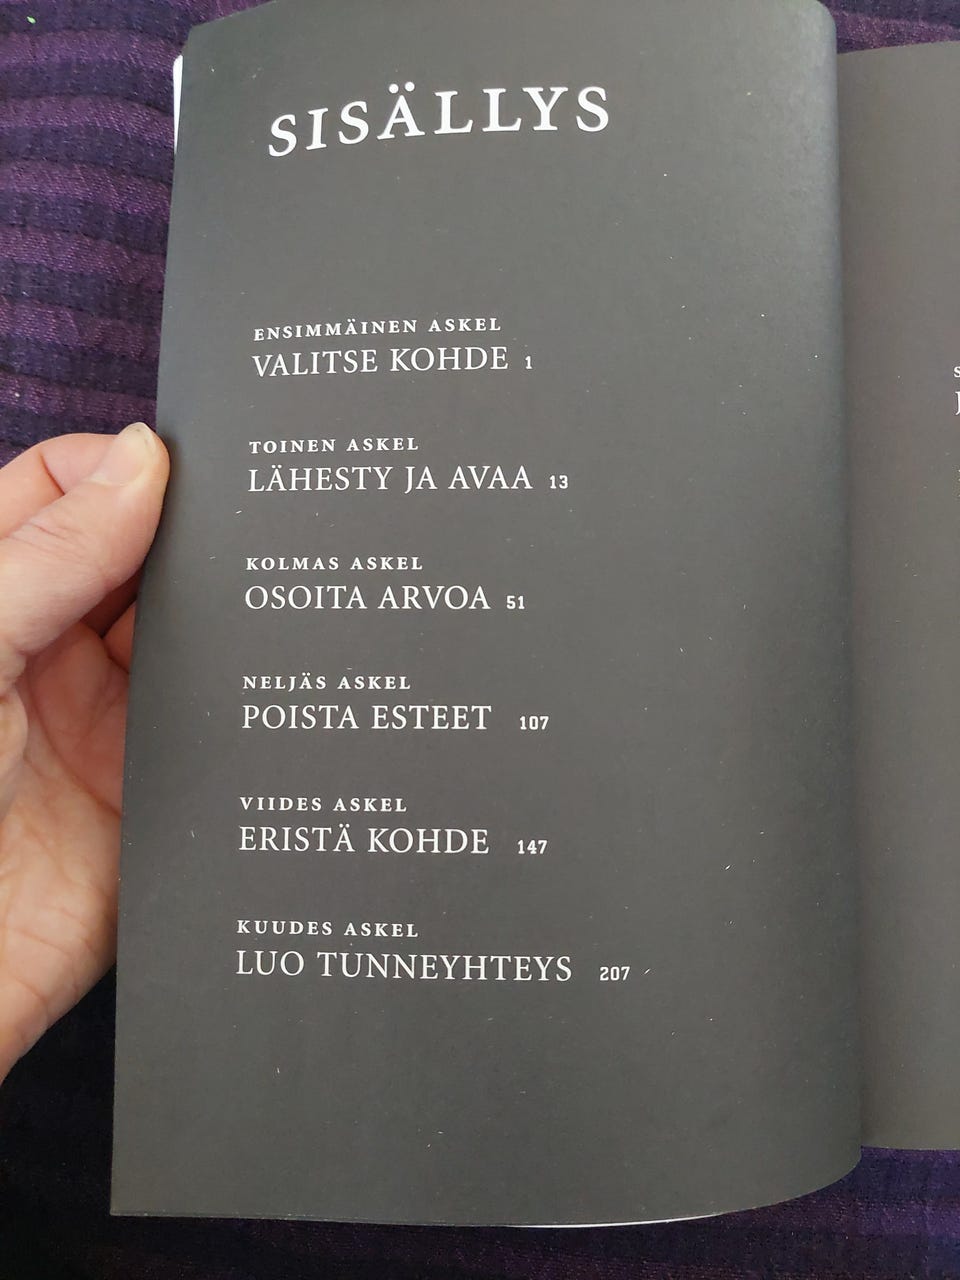 SISÄLLYS
ENSIMMÄINEN ASKEL
VALITSE KOHDE 1
TOINEN ASKEL
LÄHESTY JA AVAA 13
KOLMAS ASKEL
OSOITA ARVOA 51
NELJÄS ASKEL
POISTA ESTEET 107
VIIDES ASKEL
ERISTÄ KOHDE 147
KUUDES ASKEL
LUO TUNNEYHTEYS 207